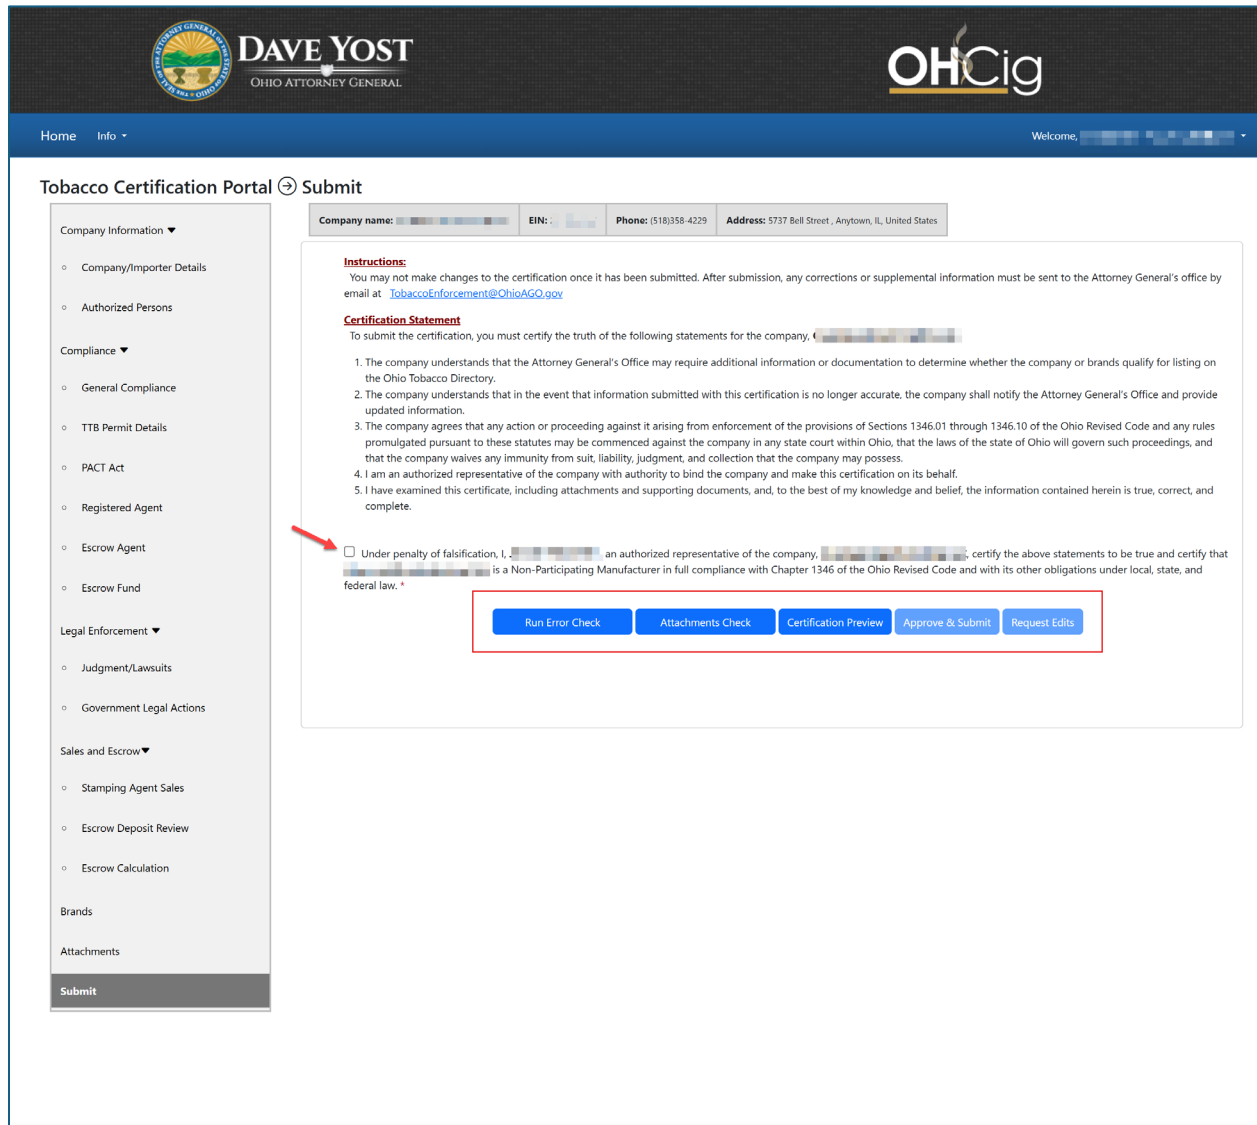 DAVE YOST
OHIO ATTORNEY GENERAL
OHCig
Home Info
Welcome,
Tobacco Certification Portal Submit
Company Information
Company/Importer Details
Authorized Persons
Compliance
General Compliance
TTB Permit Details
PACT Act
Registered Agent
Escrow Agent
Escrow Fund
Legal Enforcement
Judgment/Lawsuits
Government Legal Actions
Sales and Escrow
Stamping Agent Sales
Escrow Deposit Review
Escrow Calculation
Brands
Attachments
Submit
Company name: EIN: Phone: (518)358-4229 Address: 5737 Bell Street , Anytown, IL, United States
Instructions:
You may not make changes to the certification once it has been submitted. After submission, any corrections or supplemental information must be sent to the Attorney General's office by
email at TobaccoEnforcement@OhioAGO.gov
Certification Statement
To submit the certification, you must certify the truth of the following statements for the company,
1. The company understands that the Attorney General's Office may require additional information or documentation to determine whether the company or brands qualify for listing on
the Ohio Tobacco Directory.
2. The company understands that in the event that information submitted with this certification is no longer accurate, the company shall notify the Attorney General's Office and provide
updated information.
3. The company agrees that any action or proceeding against it arising from enforcement of the provisions of Sections 1346.01 through 1346.10 of the Ohio Revised Code and any rules
promulgated pursuant to these statutes may be commenced against the company in any state court within Ohio, that the laws of the state of Ohio will govern such proceedings, and
that the company waives any immunity from suit, liability, judgment, and collection that the company may possess.
4. I am an authorized representative of the company with authority to bind the company and make this certification on its behalf.
5. I have examined this certificate, including attachments and supporting documents, and, to the best of my knowledge and belief, the information contained herein is true, correct, and
complete.
Under penalty of falsification, I, an authorized representative of the company, , certify the above statements to be true and certify that
is a Non-Participating Manufacturer in full compliance with Chapter 1346 of the Ohio Revised Code and with its other obligations under local, state, and
federal law. *
Run Error Check Attachments Check Certification Preview Approve & Submit Request Edits